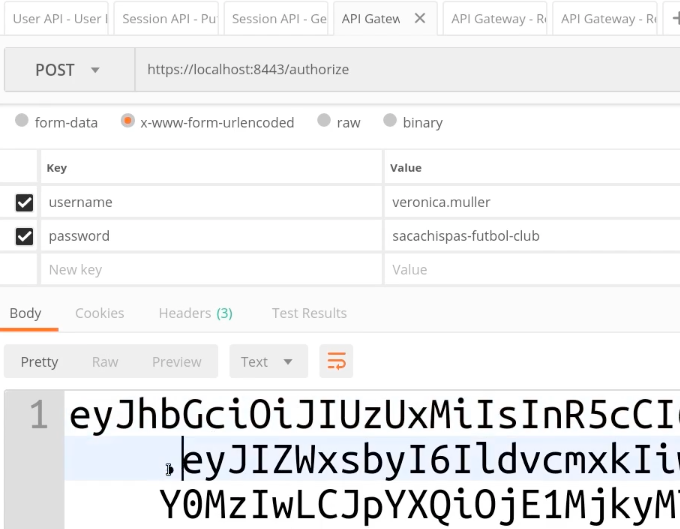 User API - User Session API - Pu Session API - Ge API Gatew API Gateway - Re API Gateway - Re
POST https://localhost:8443/authorize
form-data x-www-form-urlencoded raw binary
Key Value
username veronica.muller
password sacachispas-futbol-club
New key Value
Body Cookies Headers (3) Test Results
Pretty Raw Preview Text
1 eyJhbGciOiJIUzUxMiIsInR5cCI6
.eyJIZWxsbyI6IldvcmxkIiw
Y0MzIwLCJpYXQiOjE1MjkyM